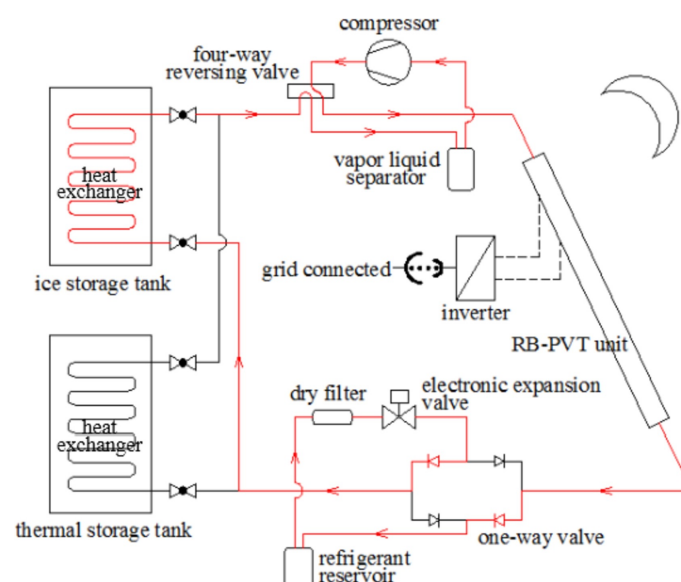 compressor
four-way
reversing valve
heat
exchanger
vapor liquid
separator
ice storage tank
grid connected
inverter
RB-PVT unit
dry filter
electronic expansion
valve
heat
exchanger
thermal storage tank
one-way valve
refrigerant
reservoir